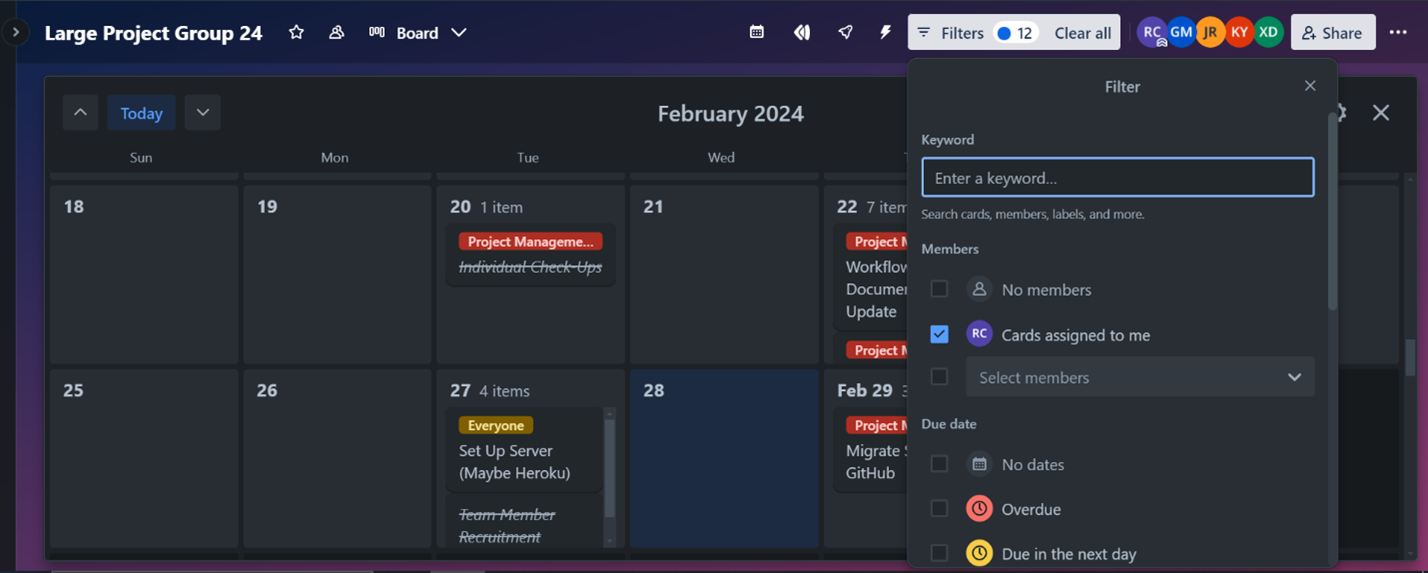 Large Project Group 24
Board
Filters 12 Clear all
RC GM JR KY XD
Share
Today
February 2024
Sun Mon Tue Wed
18 19 20 1 item 21 22 7 item
Project Manageme...
Individual Check-Ups
Project M
Workflow
Documen
Update
Project M
25 26 27 4 items 28 Feb 29
Everyone
Set Up Server
(Maybe Heroku)
Team Member
Recruitment
Project M
Migrate
GitHub
Filter
Keyword
Enter a keyword...
Search cards, members, labels, and more.
Members
No members
RC Cards assigned to me
Select members
Due date
No dates
Overdue
Due in the next day